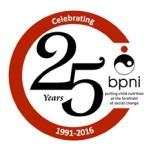 Celebrating
25
Years
bpni
putting child nutrition
at the forefront
of social change
1991-2016